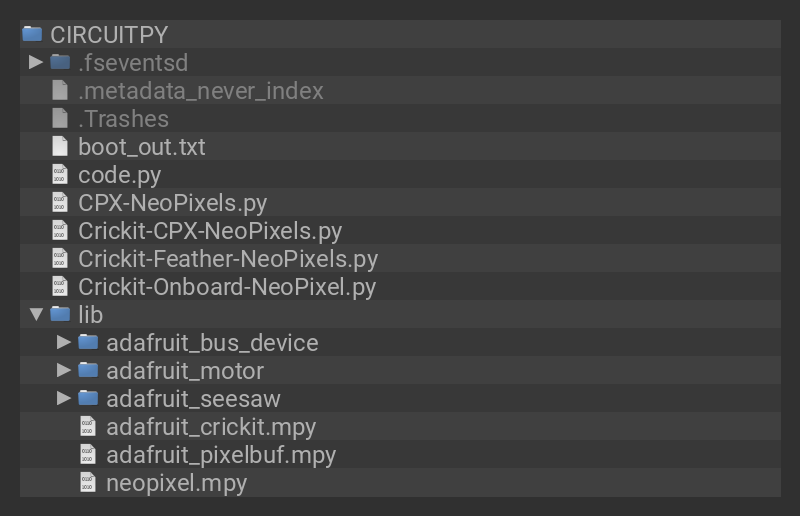 CIRCUITPY
.fseventsd
.metadata_never_index
.Trashes
boot_out.txt
code.py
CPX-NeoPixels.py
Crickit-CPX-NeoPixels.py
Crickit-Feather-NeoPixels.py
Crickit-Onboard-NeoPixel.py
lib
adafruit_bus_device
adafruit_motor
adafruit_seesaw
adafruit_crickit.mpy
adafruit_pixelbuf.mpy
neopixel.mpy